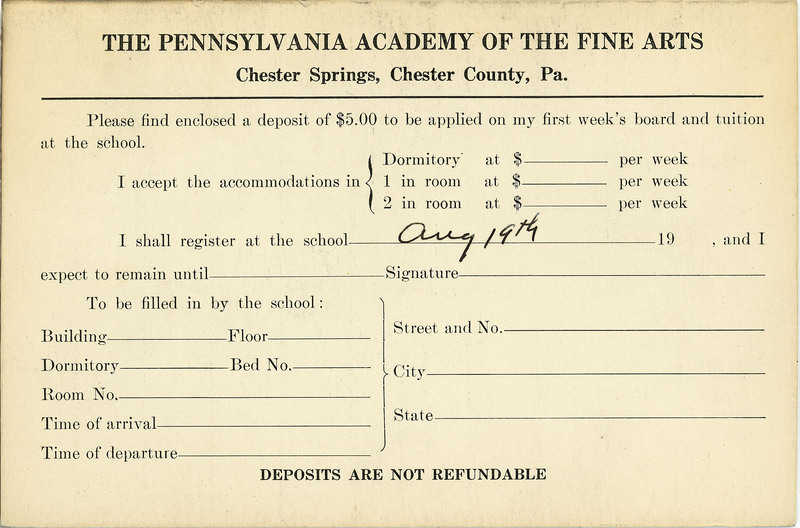 THE PENNSYLVANIA ACADEMY OF THE FINE ARTS
Chester Springs, Chester County, Pa.
Please find enclosed a deposit of $5.00 to be applied on my first week's board and tuition
at the school.
Dormitory at $ per week
I accept the accommodations in { 1 in room at $ per week
2 in room at $ per week
I shall register at the school Aug 19th 19 , and I
expect to remain until Signature
To be filled in by the school:
Building Floor
Dormitory Bed No.
Room No.
Time of arrival
Time of departure
Street and No.
City
State
DEPOSITS ARE NOT REFUNDABLE